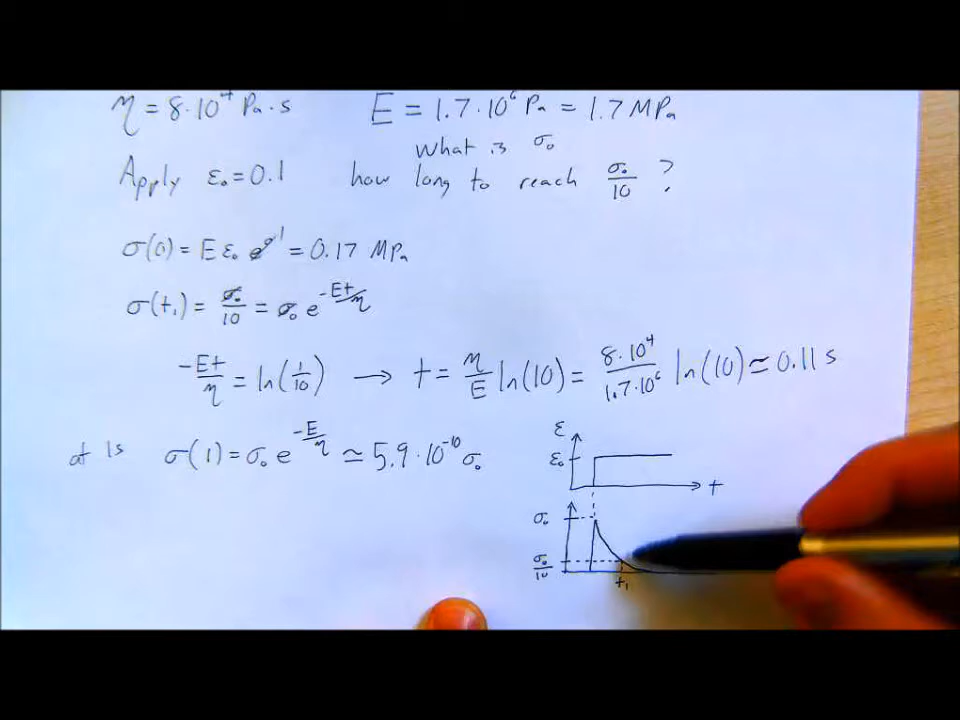 η = 8·10⁴ Pa·s E = 1.7·10⁶ Pa = 1.7 MPa
What is σ₀
Apply ε₀=0.1 how long to reach σ₀/10 ?
σ(0) = E ε₀ e⁰ ¹ = 0.17 MPa
σ(t₁) = σ₀/10 = σ₀ e^(-Et/η)
-Et/η = ln(1/10) → t = η/E ln(10) = 8·10⁴/1.7·10⁶ ln(10) ≃ 0.11 s
at 1s σ(1) = σ₀ e^(-E/η) ≃ 5.9·10⁻¹⁰ σ₀
ε
ε₀
t
σ₀
σ₀/10
t₁